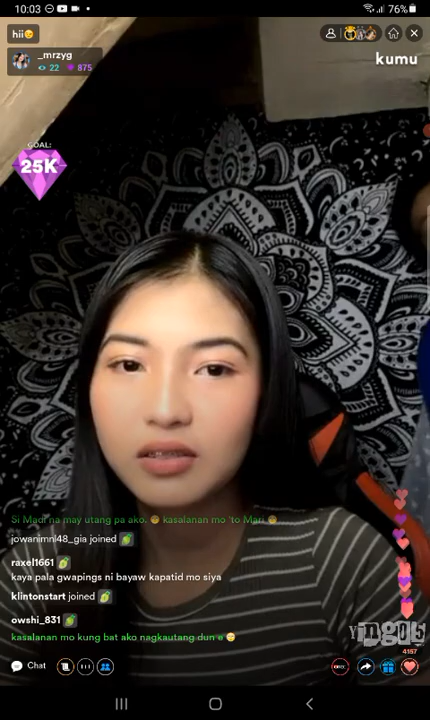 10:03
76%
hii
_mrzyg
22 875
kumu
GOAL:
25K
Si Madi na may utang pa ako. kasalanan mo 'to Mari
jowanimnl48_gia joined
raxel1661
kaya pala gwapings ni bayaw kapatid mo siya
klintonstart joined
owshi_831
kasalanan mo kung bat ako nagkautang dun e
Chat
4157